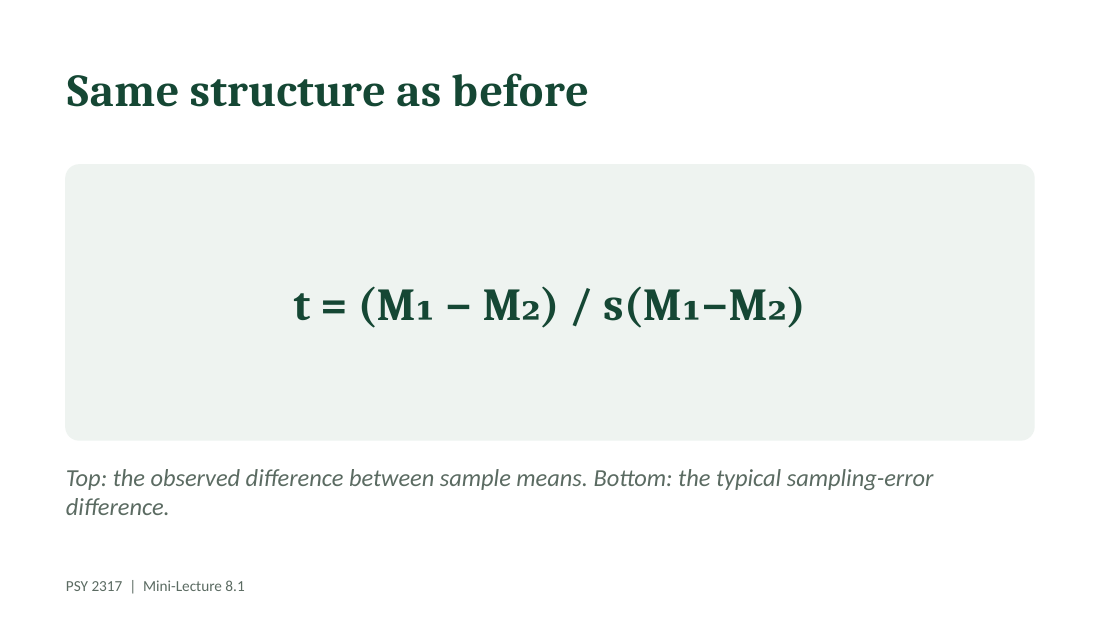 Same structure as before
t = (M₁ − M₂) / s(M₁−M₂)
Top: the observed difference between sample means. Bottom: the typical sampling-error
difference.
PSY 2317 | Mini-Lecture 8.1